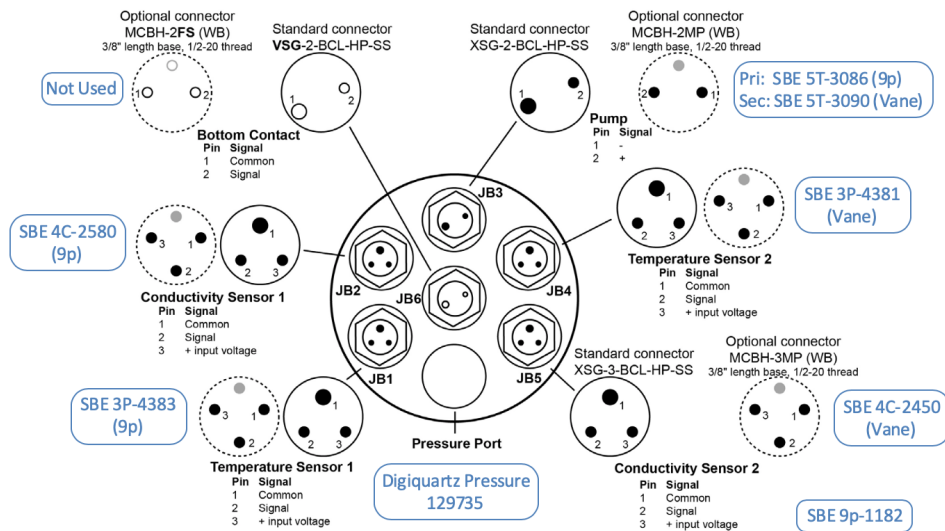 Optional connector
MCBH-2FS (WB)
3/8" length base, 1/2-20 thread
Not Used
1
2
Standard connector
VSG-2-BCL-HP-SS
1
2
Bottom Contact
Pin Signal
1 Common
2 Signal
Standard connector
XSG-2-BCL-HP-SS
1
2
Optional connector
MCBH-2MP (WB)
3/8" length base, 1/2-20 thread
2
1
Pri: SBE 5T-3086 (9p)
Sec: SBE 5T-3090 (Vane)
Pump
Pin Signal
1 -
2 +
JB3
JB2
JB6
JB4
JB1
JB5
SBE 4C-2580
(9p)
3
1
2
1
2
3
Conductivity Sensor 1
Pin Signal
1 Common
2 Signal
3 + input voltage
1
2
3
3
1
2
SBE 3P-4381
(Vane)
Temperature Sensor 2
Pin Signal
1 Common
2 Signal
3 + input voltage
SBE 3P-4383
(9p)
3
1
2
1
2
3
Temperature Sensor 1
Pin Signal
1 Common
2 Signal
3 + input voltage
Pressure Port
Digiquartz Pressure
129735
Standard connector
XSG-3-BCL-HP-SS
1
2
3
Optional connector
MCBH-3MP (WB)
3/8" length base, 1/2-20 thread
3
1
2
SBE 4C-2450
(Vane)
Conductivity Sensor 2
Pin Signal
1 Common
2 Signal
3 + input voltage
SBE 9p-1182